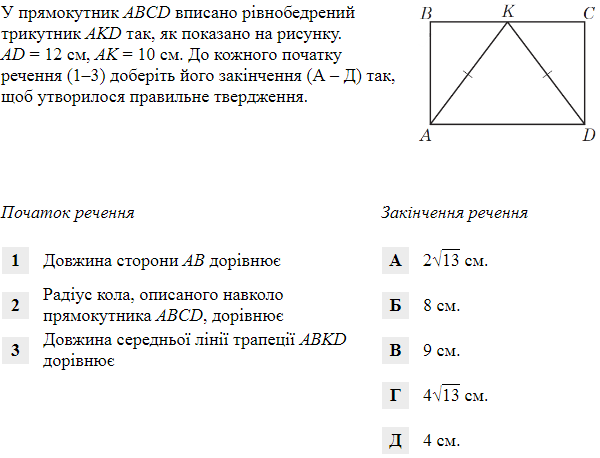 У прямокутник ABCD вписано рівнобедрений
трикутник AKD так, як показано на рисунку.
AD = 12 см, AK = 10 см. До кожного початку
речення (1–3) доберіть його закінчення (А – Д) так,
щоб утворилося правильне твердження.
B K C
A D
Початок речення Закінчення речення
1 Довжина сторони AB дорівнює
2 Радіус кола, описаного навколо
прямокутника ABCD, дорівнює
3 Довжина середньої лінії трапеції ABKD
дорівнює
А 2√13 см.
Б 8 см.
В 9 см.
Г 4√13 см.
Д 4 см.